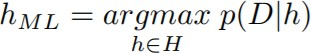 h_{ML} = argmax p(D|h)
h∈H